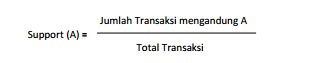 Jumlah Transaksi mengandung A
Support (A) =
Total Transaksi